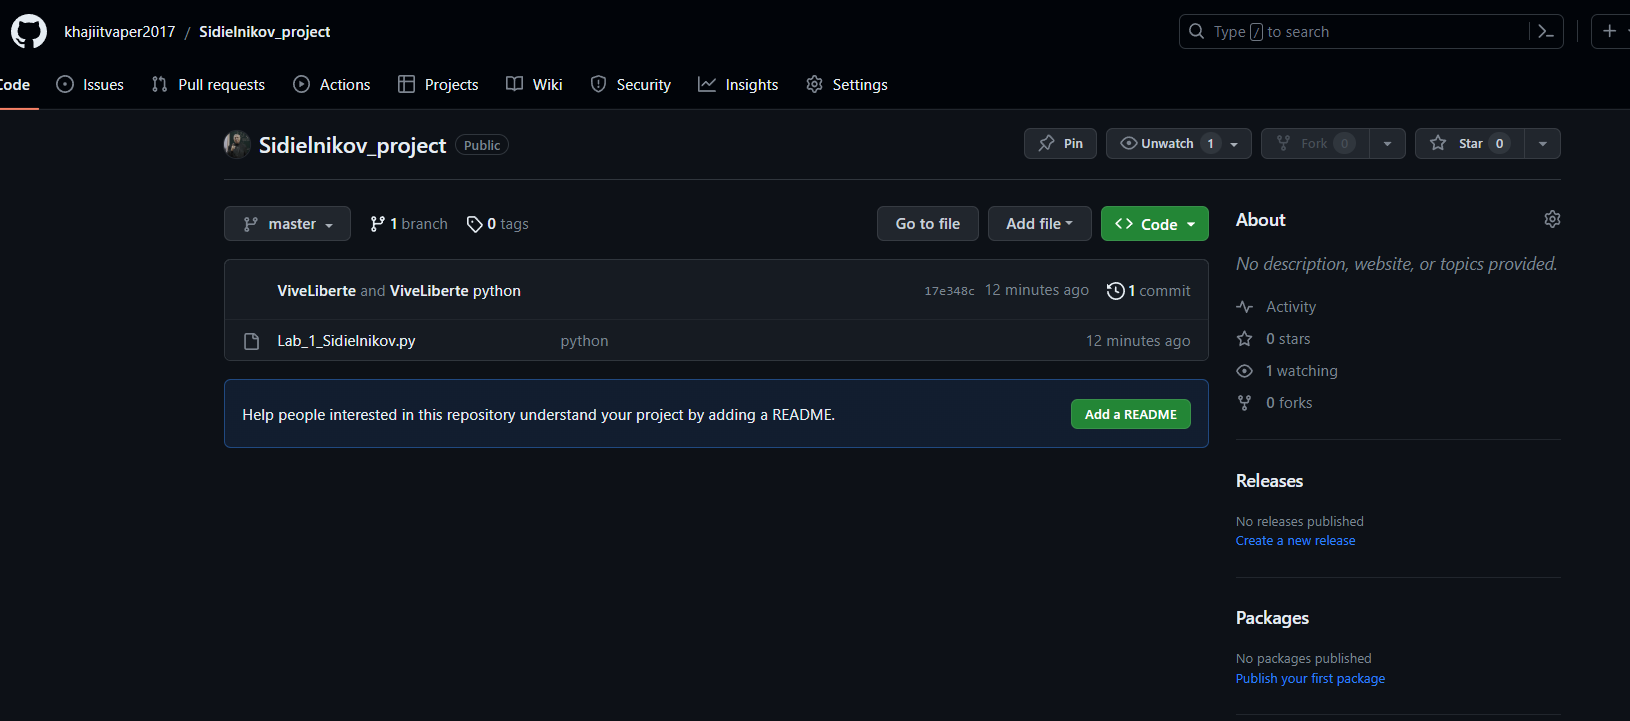 khajiitvaper2017 / Sidielnikov_project
Type / to search
Code Issues Pull requests Actions Projects Wiki Security Insights Settings
Sidielnikov_project Public
Pin Unwatch 1 Fork 0 Star 0
master 1 branch 0 tags Go to file Add file <> Code
ViveLiberte and ViveLiberte python 17e348c 12 minutes ago 1 commit
Lab_1_Sidielnikov.py python 12 minutes ago
Help people interested in this repository understand your project by adding a README. Add a README
About
No description, website, or topics provided.
Activity
0 stars
1 watching
0 forks
Releases
No releases published
Create a new release
Packages
No packages published
Publish your first package